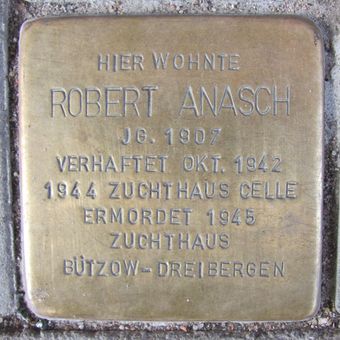 HIER WOHNTE
ROBERT ANASCH
JG. 1907
VERHAFTET OKT. 1942
1944 ZUCHTHAUS CELLE
ERMORDET 1945
ZUCHTHAUS
BÜTZOW-DREIBERGEN